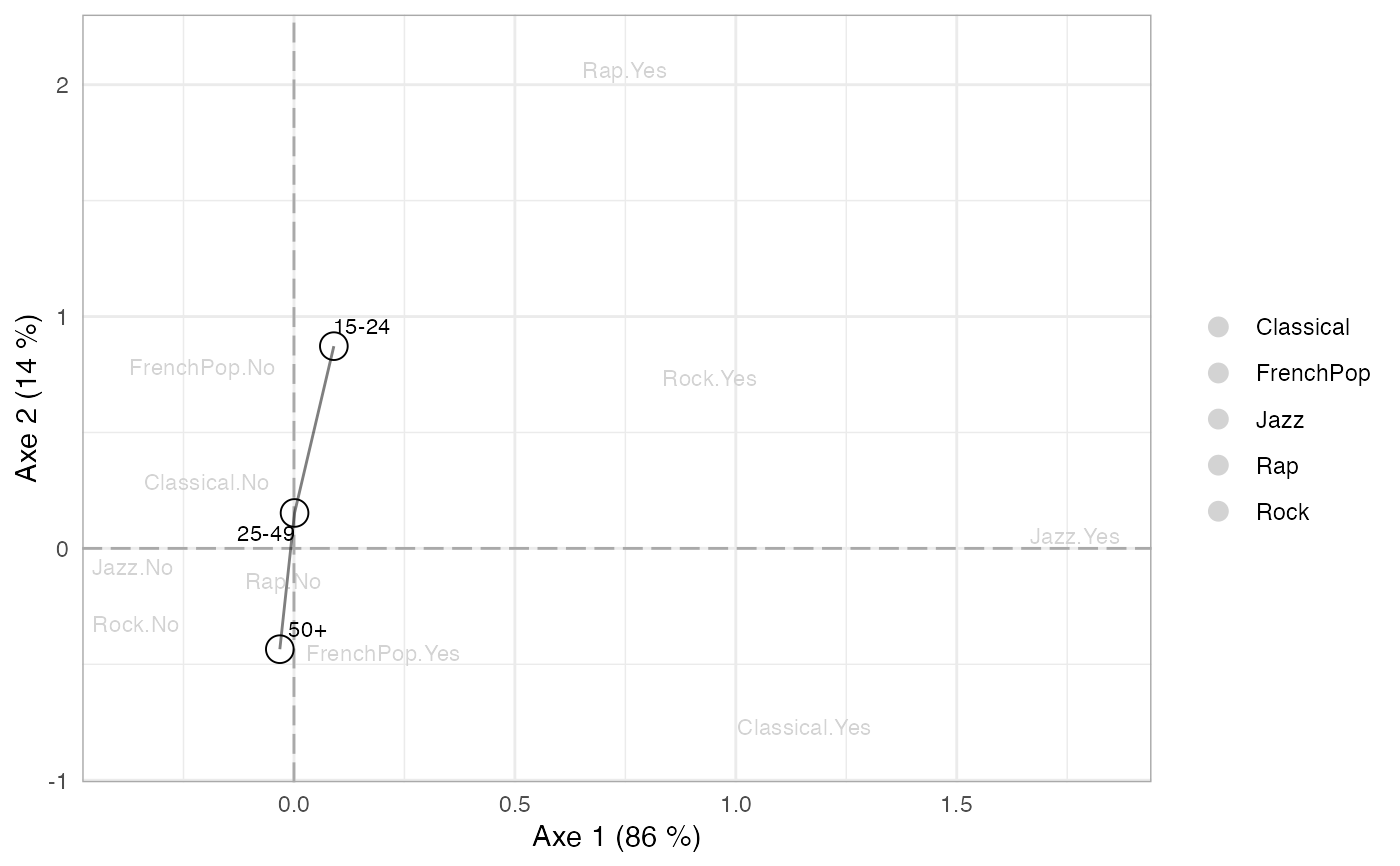 Rap.Yes
2
15-24
1
FrenchPop.No
Rock.Yes
Classical.No
25-49
Jazz.Yes
0
Jazz.No
Rap.No
Rock.No
50+
FrenchPop.Yes
Classical.Yes
-1
0.0 0.5 1.0 1.5
Axe 1 (86 %)
Axe 2 (14 %)
Classical
FrenchPop
Jazz
Rap
Rock